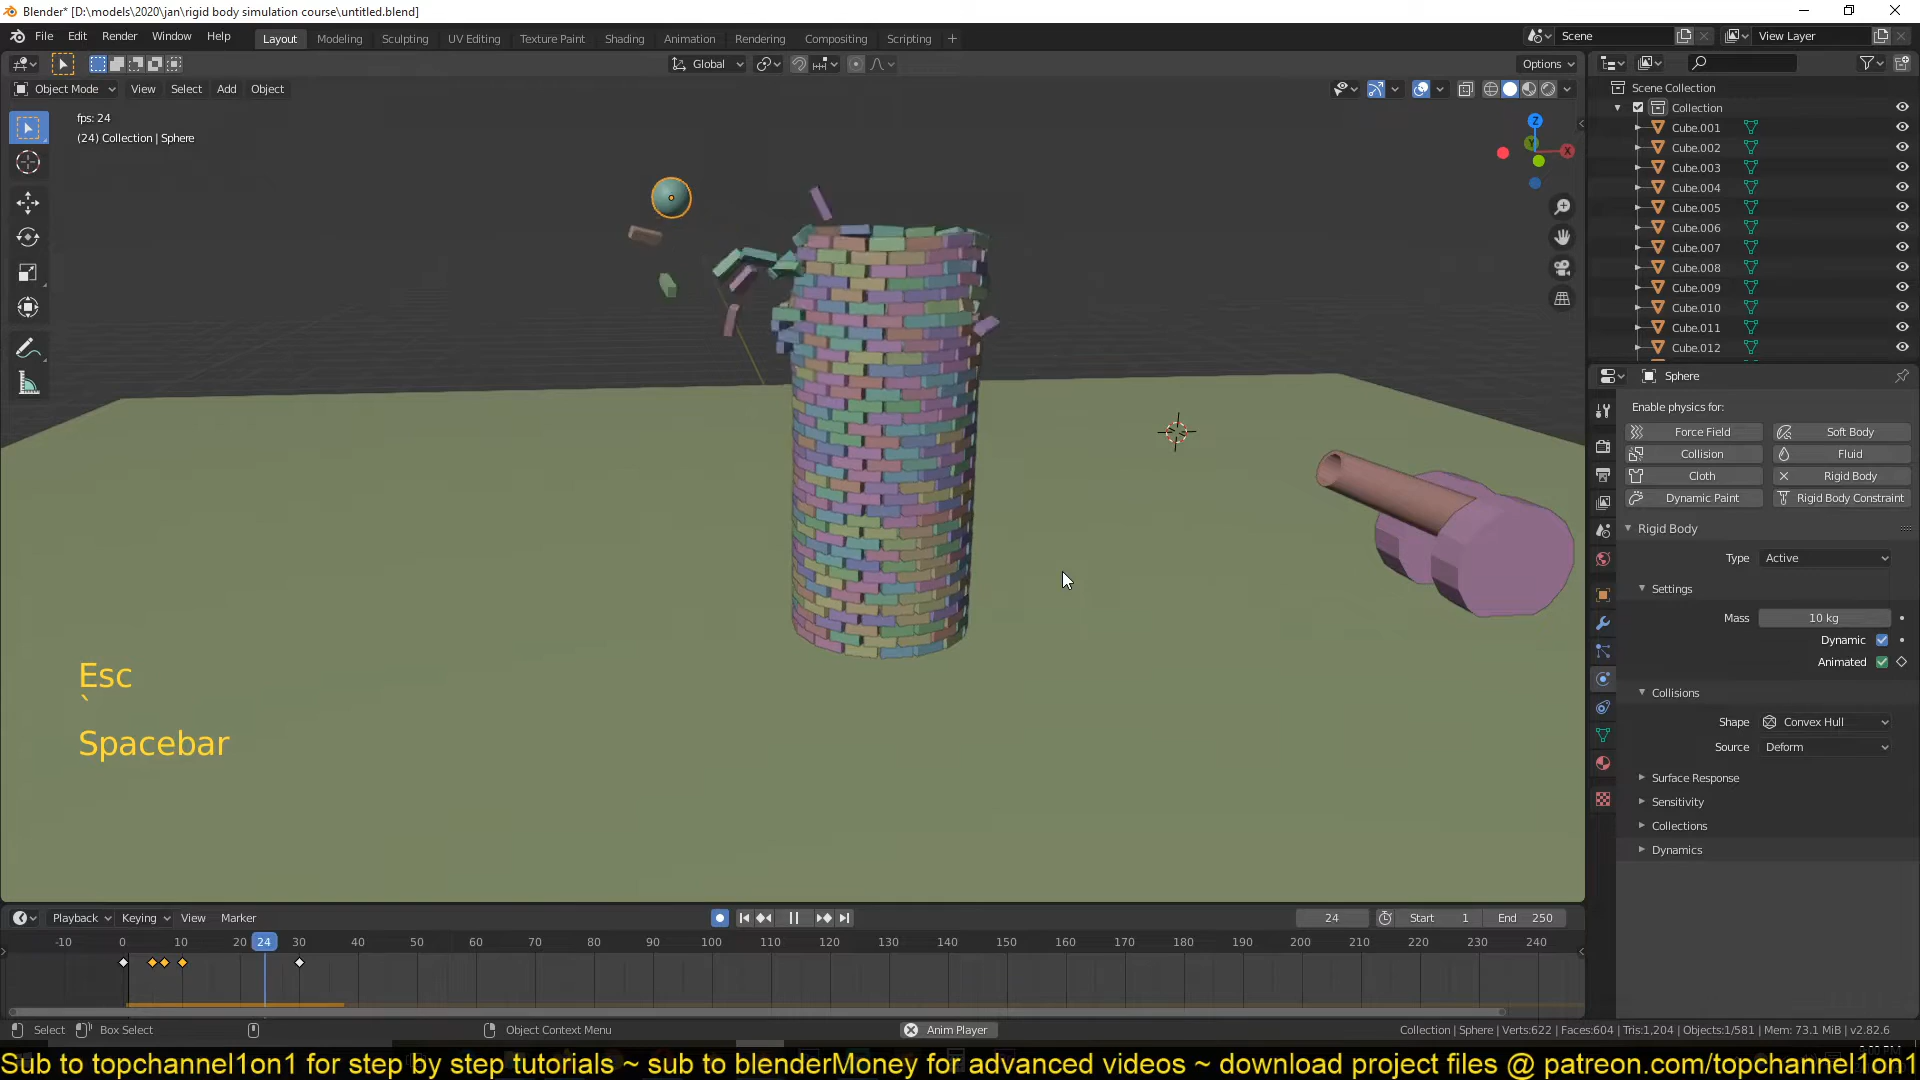 Blender* [D:\models\2020\jan\rigid body simulation course\untitled.blend]
File Edit Render Window Help
Layout Modeling Sculpting UV Editing Texture Paint Shading Animation Rendering Compositing Scripting +
Scene View Layer
Global Options
Object Mode View Select Add Object
fps: 24
(24) Collection | Sphere
Z
Y
X
Scene Collection
Collection
Cube.001
Cube.002
Cube.003
Cube.004
Cube.005
Cube.006
Cube.007
Cube.008
Cube.009
Cube.010
Cube.011
Cube.012
Sphere
Enable physics for:
Force Field Soft Body
Collision Fluid
Cloth Rigid Body
Dynamic Paint Rigid Body Constraint
Rigid Body
Type Active
Settings
Mass 10 kg
Dynamic
Animated
Collisions
Shape Convex Hull
Source Deform
Surface Response
Sensitivity
Collections
Dynamics
Esc
`
Spacebar
Playback Keying View Marker 24 Start 1 End 250
-10 0 10 20 24 30 40 50 60 70 80 90 100 110 120 130 140 150 160 170 180 190 200 210 220 230 240
Select Box Select Object Context Menu Anim Player Collection | Sphere | Verts:622 | Faces:604 | Tris:1,204 | Objects:1/581 | Mem: 73.1 MiB | v2.82.6
Sub to topchannel1on1 for step by step tutorials ~ sub to blenderMoney for advanced videos ~ download project files @ patreon.com/topchannel1on1